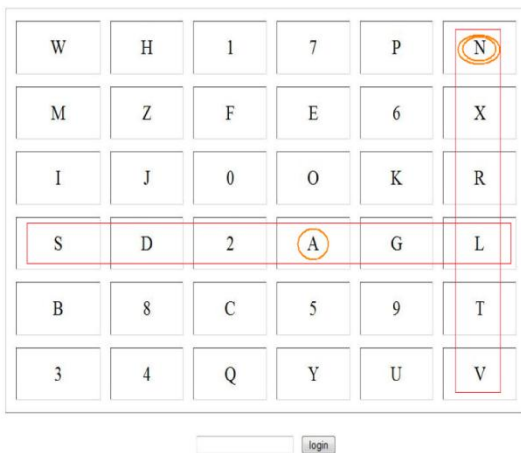 W H 1 7 P N
M Z F E 6 X
I J 0 O K R
S D 2 A G L
B 8 C 5 9 T
3 4 Q Y U V
login